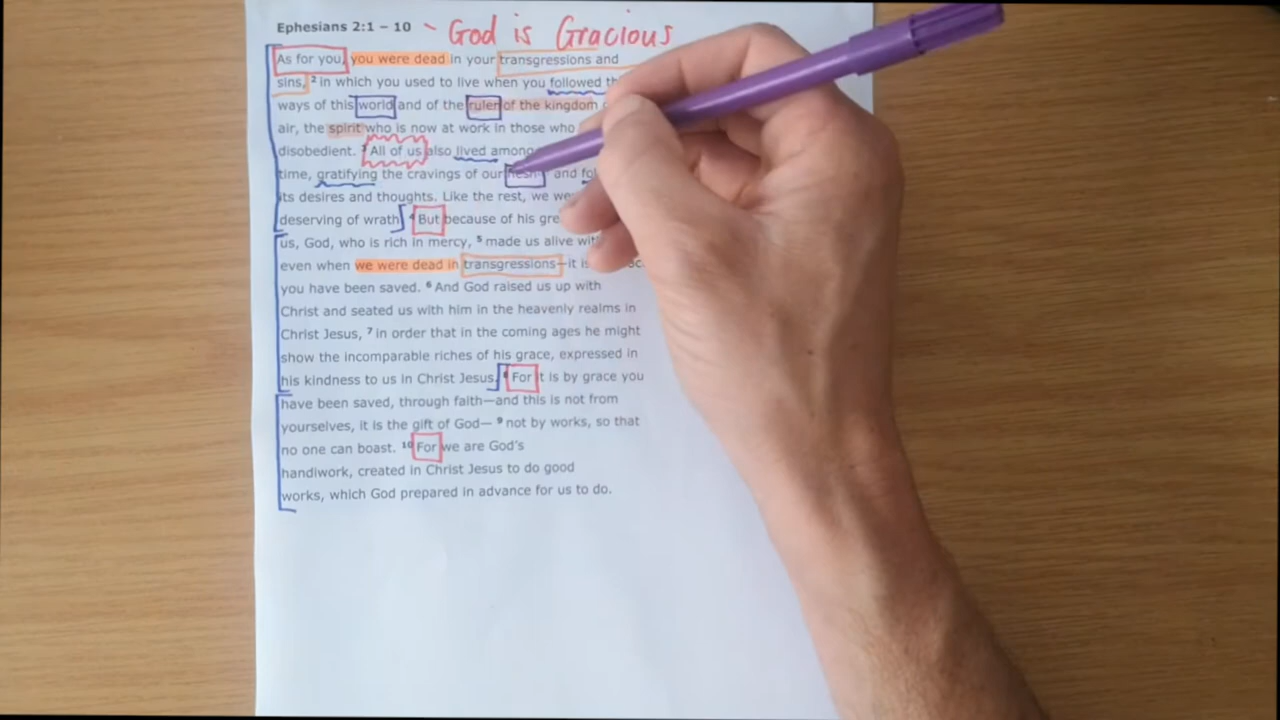 Ephesians 2:1 – 10 ~ God is Gracious
As for you, you were dead in your transgressions and
sins, 2 in which you used to live when you followed
ways of this world and of the ruler of the kingdom
air, the spirit who is now at work in those who
disobedient. 3 All of us also lived among
time, gratifying the cravings of our flesh and
its desires and thoughts. Like the rest, we
deserving of wrath 4 But because of his
us, God, who is rich in mercy, 5 made us alive
even when we were dead in transgressions—it is
you have been saved. 6 And God raised us up with
Christ and seated us with him in the heavenly realms in
Christ Jesus, 7 in order that in the coming ages he might
show the incomparable riches of his grace, expressed in
his kindness to us in Christ Jesus. 8 For it is by grace you
have been saved, through faith—and this is not from
yourselves, it is the gift of God— 9 not by works, so that
no one can boast. 10 For we are God's
handiwork, created in Christ Jesus to do good
works, which God prepared in advance for us to do.